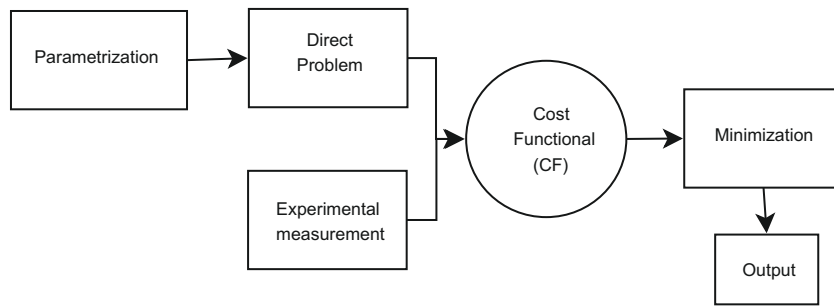 Parametrization
Direct
Problem
Experimental
measurement
Cost
Functional
(CF)
Minimization
Output